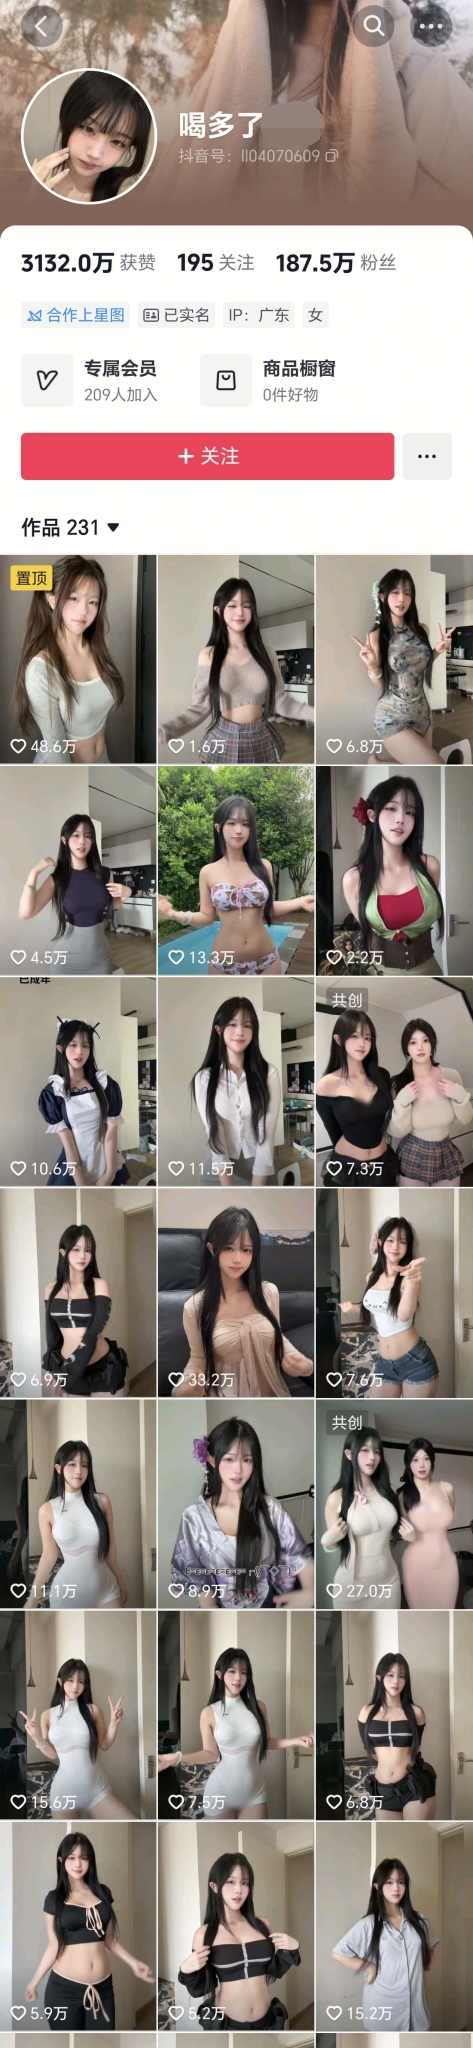 喝多了
抖音号：ll04070609
3132.0万 获赞 195 关注 187.5万 粉丝
合作上星图 已实名 IP：广东 女
专属会员 商品橱窗
209人加入 0件好物
+ 关注
作品 231
置顶
48.6万 1.6万 6.8万
4.5万 13.3万 2.2万
已成年
共创
10.6万 11.5万 7.3万
6.9万 33.2万 7.6万
共创
11.1万 8.9万 27.0万
15.6万 7.5万 6.8万
5.9万 5.2万 15.2万